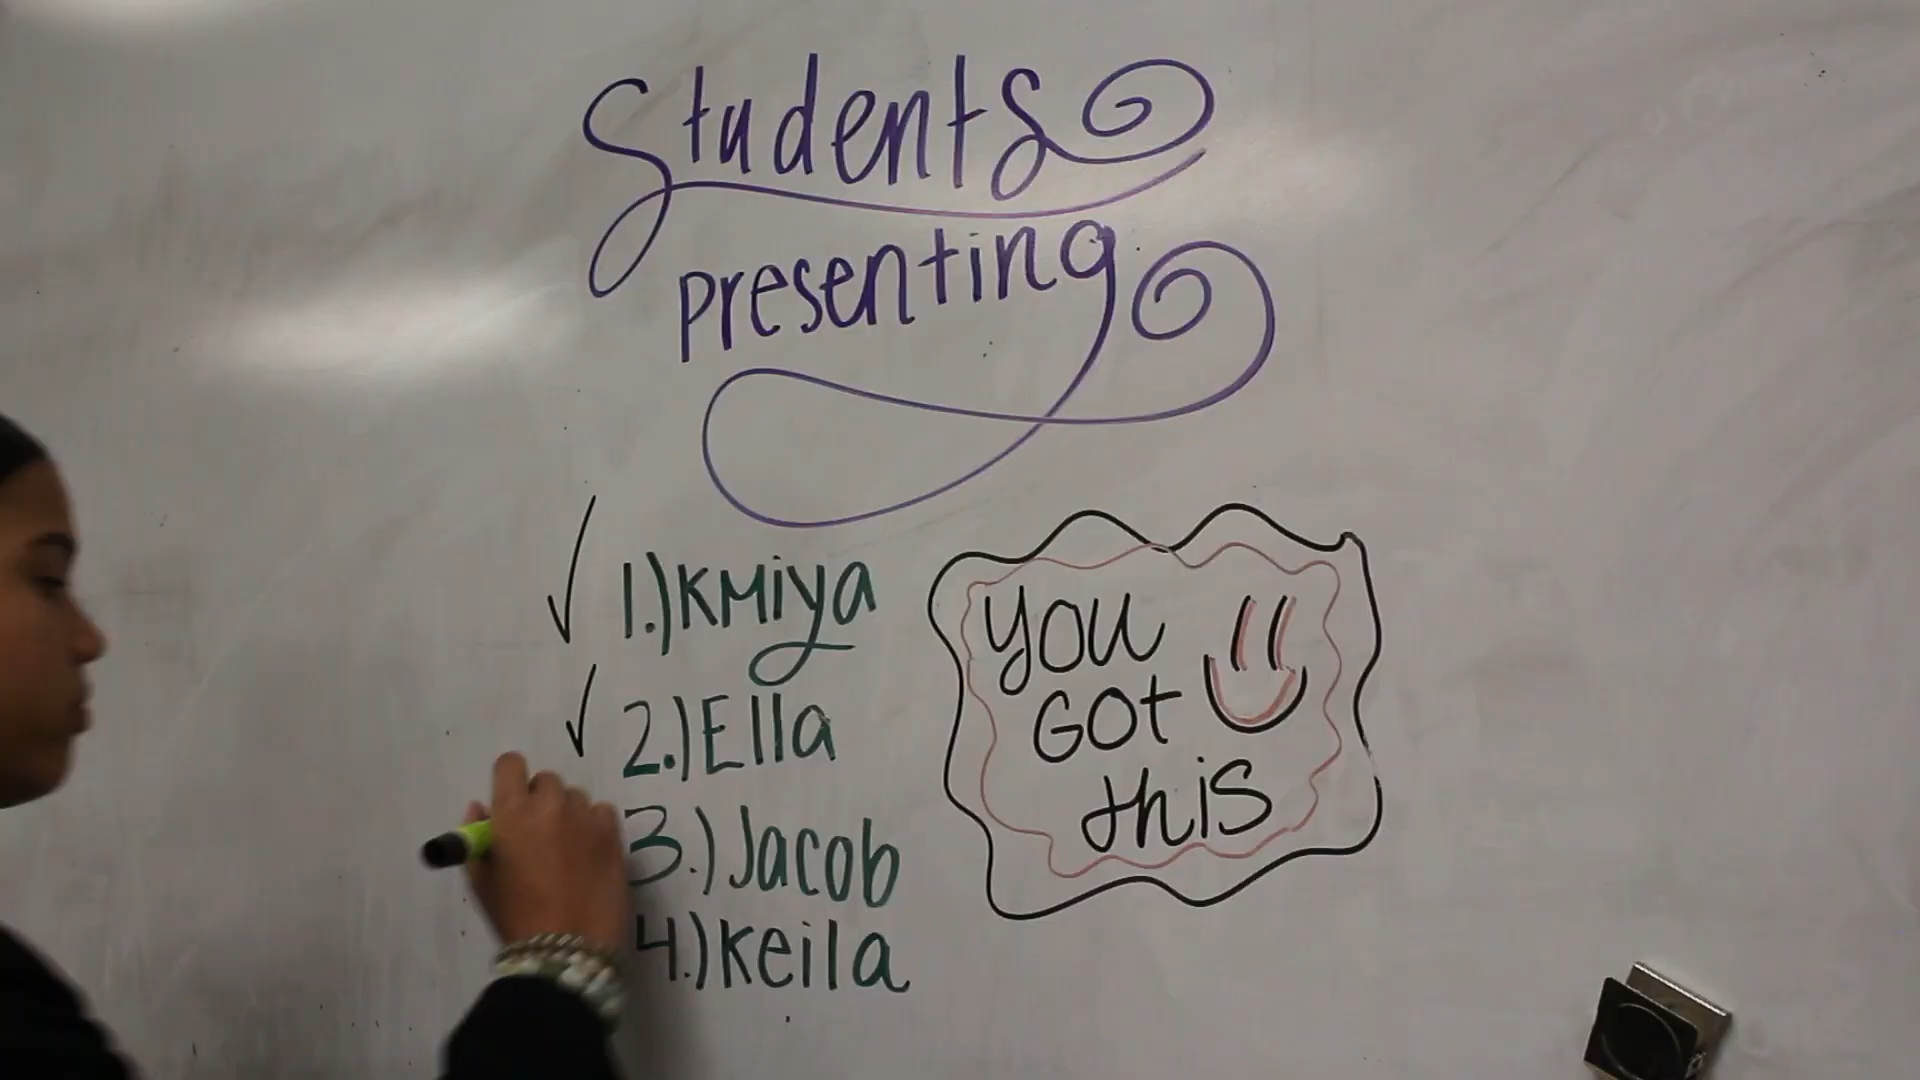 Students
presenting
1.) KMiya
2.) Ella
3.) Jacob
4.) Keila
you
Got
this